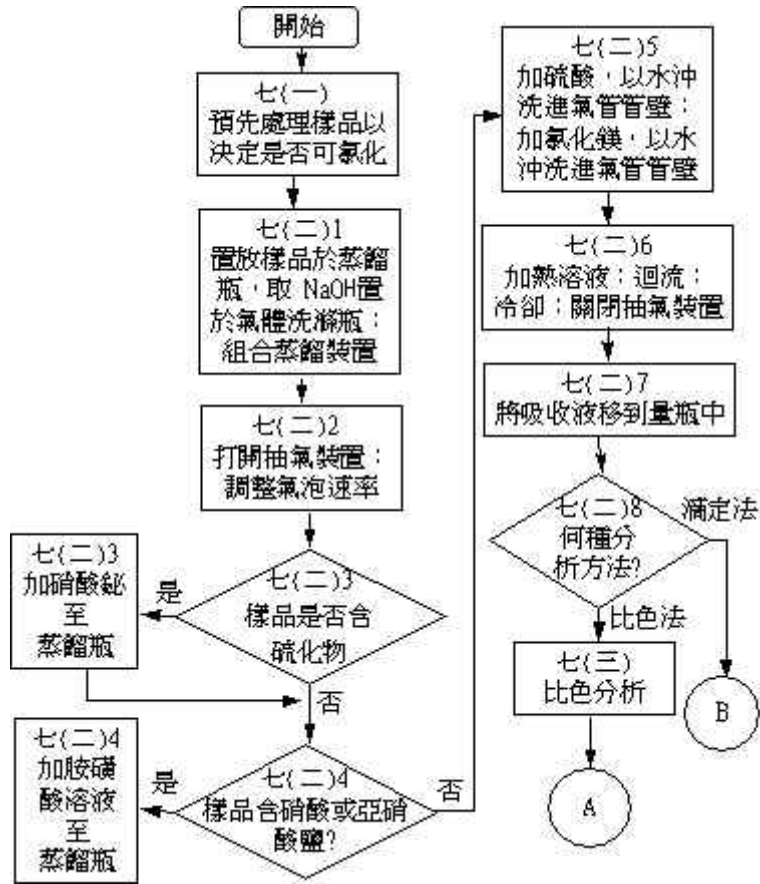 開始
七(一)
預先處理樣品以
決定是否可氯化
七(二)1
置放樣品於蒸餾
瓶，取 NaOH置
於氣體洗滌瓶；
組合蒸餾裝置
七(二)2
打開抽氣裝置；
調整氣泡速率
七(二)3
樣品是否含
硫化物
是
七(二)3
加硝酸鉍
至
蒸餾瓶
否
七(二)4
樣品含硝酸或亞硝
酸鹽?
是
七(二)4
加胺磺
酸溶液
至
蒸餾瓶
否
七(二)5
加硫酸，以水沖
洗進氣管管壁；
加氯化鎂，以水
沖洗進氣管管壁
七(二)6
加熱溶液；迴流；
冷卻；關閉抽氣裝置
七(二)7
將吸收液移到量瓶中
七(二)8
何種分
析方法?
滴定法
比色法
七(三)
比色分析
B
A